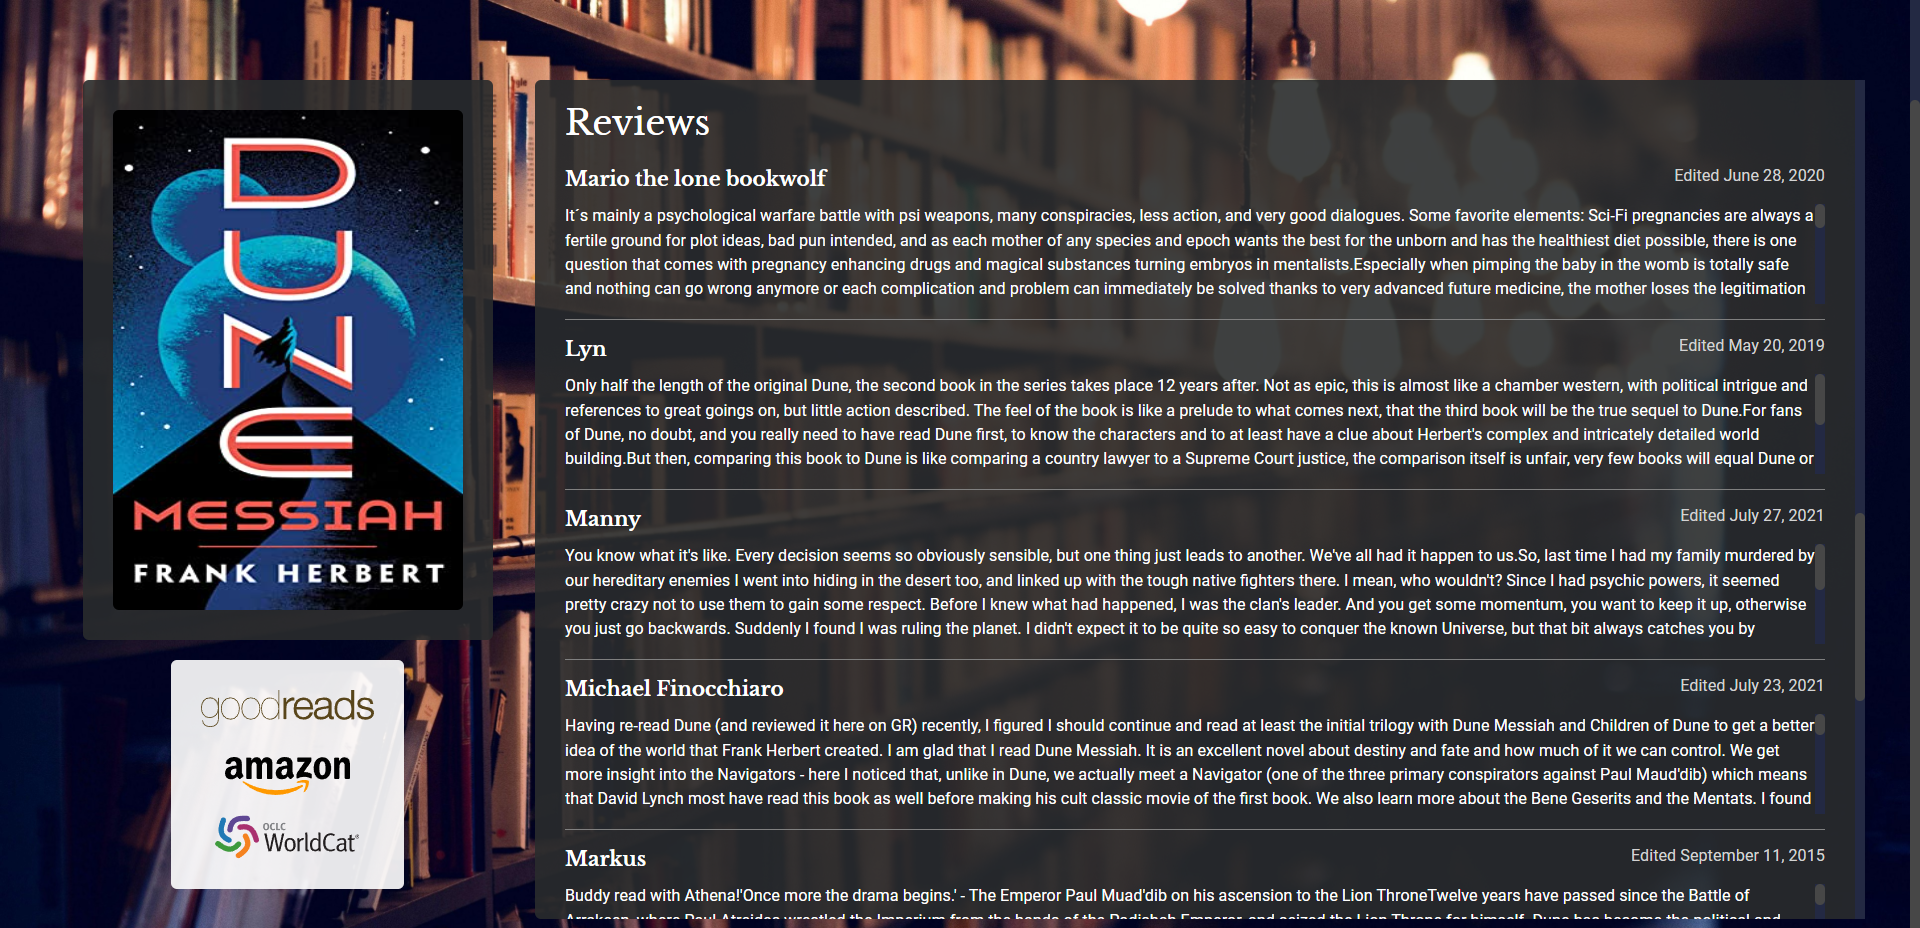 DUNE
MESSIAH
FRANK HERBERT
goodreads
amazon
OCLC
WorldCat
Reviews
Mario the lone bookwolf
Edited June 28, 2020
It´s mainly a psychological warfare battle with psi weapons, many conspiracies, less action, and very good dialogues. Some favorite elements: Sci-Fi pregnancies are always a
fertile ground for plot ideas, bad pun intended, and as each mother of any species and epoch wants the best for the unborn and has the healthiest diet possible, there is one
question that comes with pregnancy enhancing drugs and magical substances turning embryos in mentalists.Especially when pimping the baby in the womb is totally safe
and nothing can go wrong anymore or each complication and problem can immediately be solved thanks to very advanced future medicine, the mother loses the legitimation
Lyn
Edited May 20, 2019
Only half the length of the original Dune, the second book in the series takes place 12 years after. Not as epic, this is almost like a chamber western, with political intrigue and
references to great goings on, but little action described. The feel of the book is like a prelude to what comes next, that the third book will be the true sequel to Dune.For fans
of Dune, no doubt, and you really need to have read Dune first, to know the characters and to at least have a clue about Herbert's complex and intricately detailed world
building.But then, comparing this book to Dune is like comparing a country lawyer to a Supreme Court justice, the comparison itself is unfair, very few books will equal Dune or
Manny
Edited July 27, 2021
You know what it's like. Every decision seems so obviously sensible, but one thing just leads to another. We've all had it happen to us.So, last time I had my family murdered by
our hereditary enemies I went into hiding in the desert too, and linked up with the tough native fighters there. I mean, who wouldn't? Since I had psychic powers, it seemed
pretty crazy not to use them to gain some respect. Before I knew what had happened, I was the clan's leader. And you get some momentum, you want to keep it up, otherwise
you just go backwards. Suddenly I found I was ruling the planet. I didn't expect it to be quite so easy to conquer the known Universe, but that bit always catches you by
Michael Finocchiaro
Edited July 23, 2021
Having re-read Dune (and reviewed it here on GR) recently, I figured I should continue and read at least the initial trilogy with Dune Messiah and Children of Dune to get a better
idea of the world that Frank Herbert created. I am glad that I read Dune Messiah. It is an excellent novel about destiny and fate and how much of it we can control. We get
more insight into the Navigators - here I noticed that, unlike in Dune, we actually meet a Navigator (one of the three primary conspirators against Paul Maud'dib) which means
that David Lynch most have read this book as well before making his cult classic movie of the first book. We also learn more about the Bene Geserits and the Mentats. I found
Markus
Edited September 11, 2015
Buddy read with Athena!'Once more the drama begins.' - The Emperor Paul Muad'dib on his ascension to the Lion ThroneTwelve years have passed since the Battle of
Arrakeen, where Paul Atreides wrestled the Imperium from the hands of the Padishah Emperor, and seized the Lion Throne for himself. Dune has become the political and